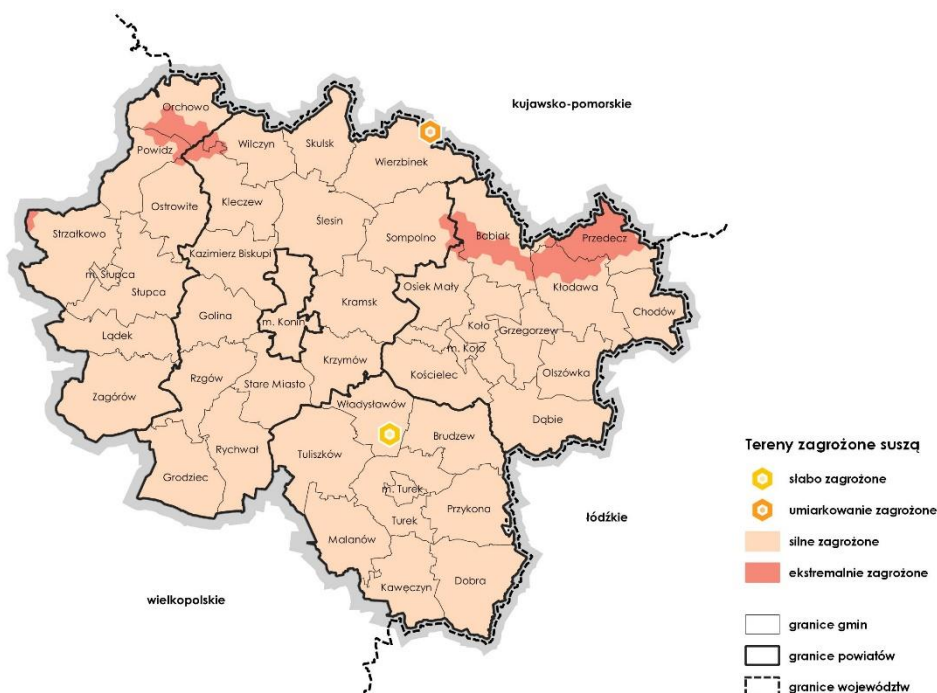 kujawsko-pomorskie
Orchowo
Powidz
Wilczyn
Skulsk
Wierzbinek
Ostrowite
Kleczew
Ślesin
Sompolno
Babiak
Przedecz
Strzałkowo
Kazimierz Biskupi
m. Słupca
Słupca
Osiek Mały
Kłodawa
Chodów
Golina
m. Konin
Kramsk
Koło
Grzegorzew
Lądek
m. Koło
Krzymów
Kościelec
Olszówka
Rzgów
Stare Miasto
Zagórów
Władysławów
Dąbie
Brudzew
Rychwał
Tuliszków
Grodziec
m. Turek
Przykona
Turek
Malanów
Dobra
Kawęczyn
łódzkie
wielkopolskie
Tereny zagrożone suszą
słabo zagrożone
umiarkowanie zagrożone
silne zagrożone
ekstremalnie zagrożone
granice gmin
granice powiatów
granice województw